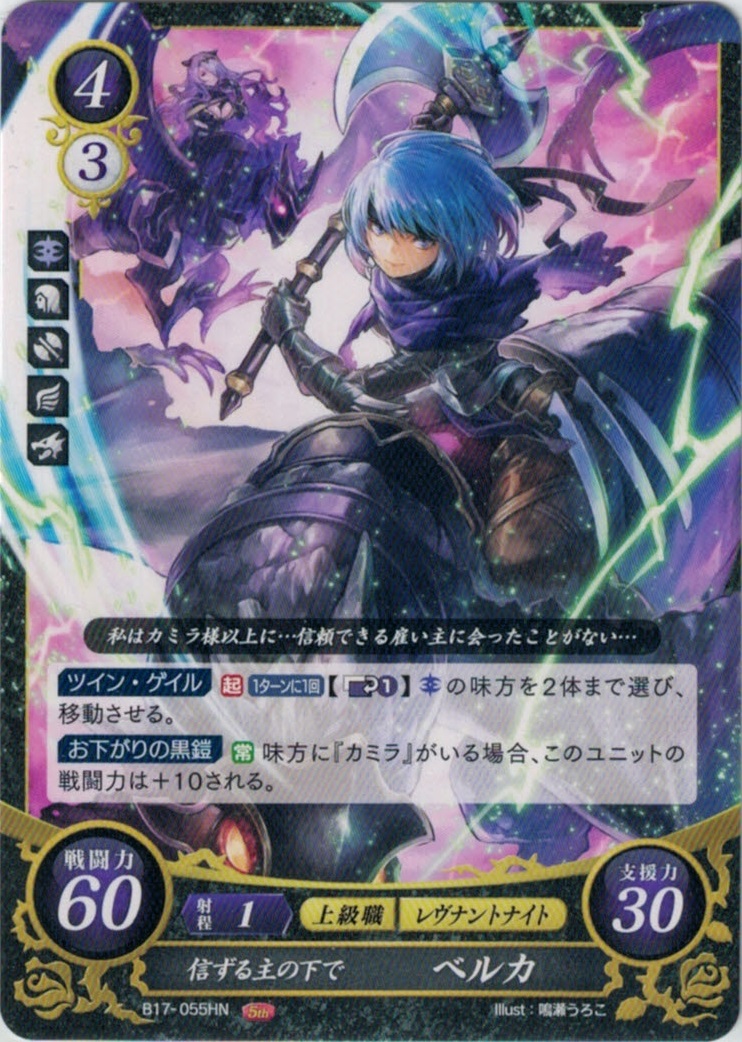 4
3
私はカミラ様以上に…信頼できる雇い主に会ったことがない…
ツイン・ゲイル 起 1ターンに1回【1】の味方を2体まで選び、
移動させる。
お下がりの黒鎧 常 味方に『カミラ』がいる場合、このユニットの
戦闘力は＋10される。
戦闘力 60
射程 1
上級職 レヴナントナイト
支援力 30
信ずる主の下で ベルカ
B17-055HN 5th Illust：鳴瀬うろこ